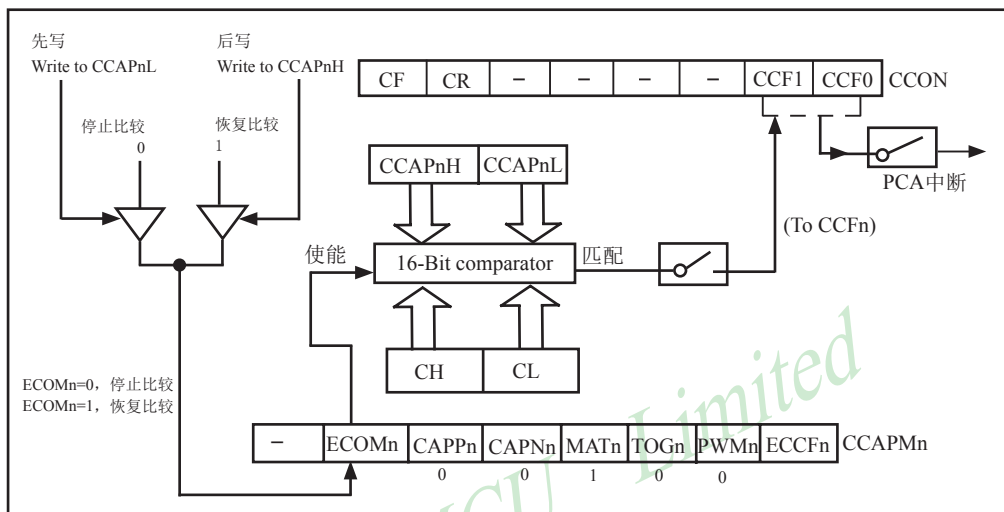 先写
Write to CCAPnL
后写
Write to CCAPnH
停止比较
0
恢复比较
1
CF CR – – – – CCF1 CCF0 CCON
PCA中断
CCAPnH CCAPnL
(To CCFn)
使能
16-Bit comparator
匹配
CH CL
ECOMn=0，停止比较
ECOMn=1，恢复比较
– ECOMn CAPPn CAPNn MATn TOGn PWMn ECCFn CCAPMn
0 0 1 0 0
MCU Limited